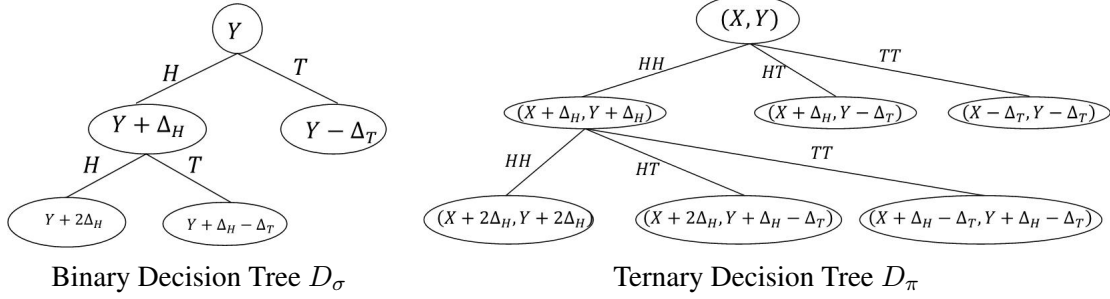 Y
(X, Y)
H T
HH HT TT
Y + Δ_H
Y − Δ_T
(X + Δ_H, Y + Δ_H)
(X + Δ_H, Y − Δ_T)
(X − Δ_T, Y − Δ_T)
H T
HH HT TT
Y + 2Δ_H
Y + Δ_H − Δ_T
(X + 2Δ_H, Y + 2Δ_H)
(X + 2Δ_H, Y + Δ_H − Δ_T)
(X + Δ_H − Δ_T, Y + Δ_H − Δ_T)
Binary Decision Tree D_σ
Ternary Decision Tree D_π